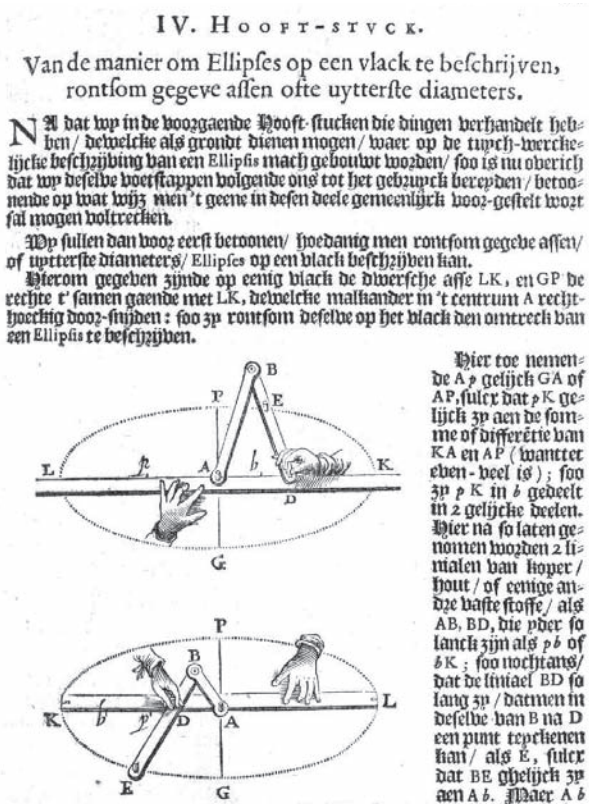 IV. HOOFT-STVCK.
Van de manier om Ellipſes op een vlack te beſchrijven,
rontſom gegeve aſſen ofte uytterſte diameters.
NA dat wy in de voorgaende Hooft-ſtucken die dingen verhandelt heb-
ben/ dewelcke als grondt dienen mogen/ waer op de tuych-wercke-
lijcke beſchrijving van een Ellipſis mach gebouwt worden/ ſoo is nu overich
dat wy deſelve voetſtappen volgende ons tot het gebruyck bereyden/ betoo-
nende op wat wijz men 't geene in deſen deele gemeenlijck voor-geſtelt wort
ſal mogen voltrecken.
Wy ſullen dan voor eerſt betoonen/ hoedanig men rontſom gegeve aſſen/
of uytterſte diameters/ Ellipſes op een vlack beſchrijven kan.
Hierom gegeven zijnde op eenig vlack de dwerſche aſſe LK, en GP de
rechte t' ſamen gaende met LK, dewelcke malkander in 't centrum A recht-
hoeckig door-ſnijden: ſoo zy rontſom deſelve op het vlack den omtreck van
een Ellipſis te beſchrijven.
B
P
E
L
p
A
b
K
D
G
P
B
K
b
p
D
A
L
E
G
Hier toe nemen-
de Ap gelijck GA of
AP, ſulcx dat pK ge-
lijck zy aen de ſom-
me of differētie van
KA en AP (want tet
even-veel is); ſoo
zy pK in b gedeelt
in 2 gelijcke deelen.
Hier na ſo laten ge-
nomen worden 2 li-
nialen van koper/
hout/ of eenige an-
dre vaſte ſtoffe/ als
AB, BD, die yder ſo
lanck zijn als pb of
bK; ſoo nochtans/
dat de liniael BD ſo
lang zy/ datmen in
deſelve van B na D
een punt teyckenen
kan/ als E, ſulcx
dat BE ghelijck zy
aen Ab. Maer Ab